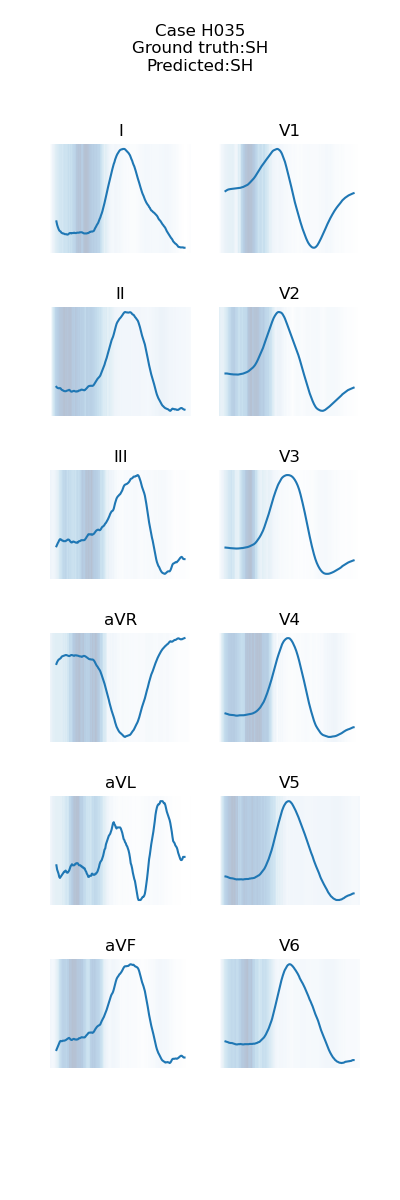 Case H035
Ground truth:SH
Predicted:SH
I
V1
II
V2
III
V3
aVR
V4
aVL
V5
aVF
V6